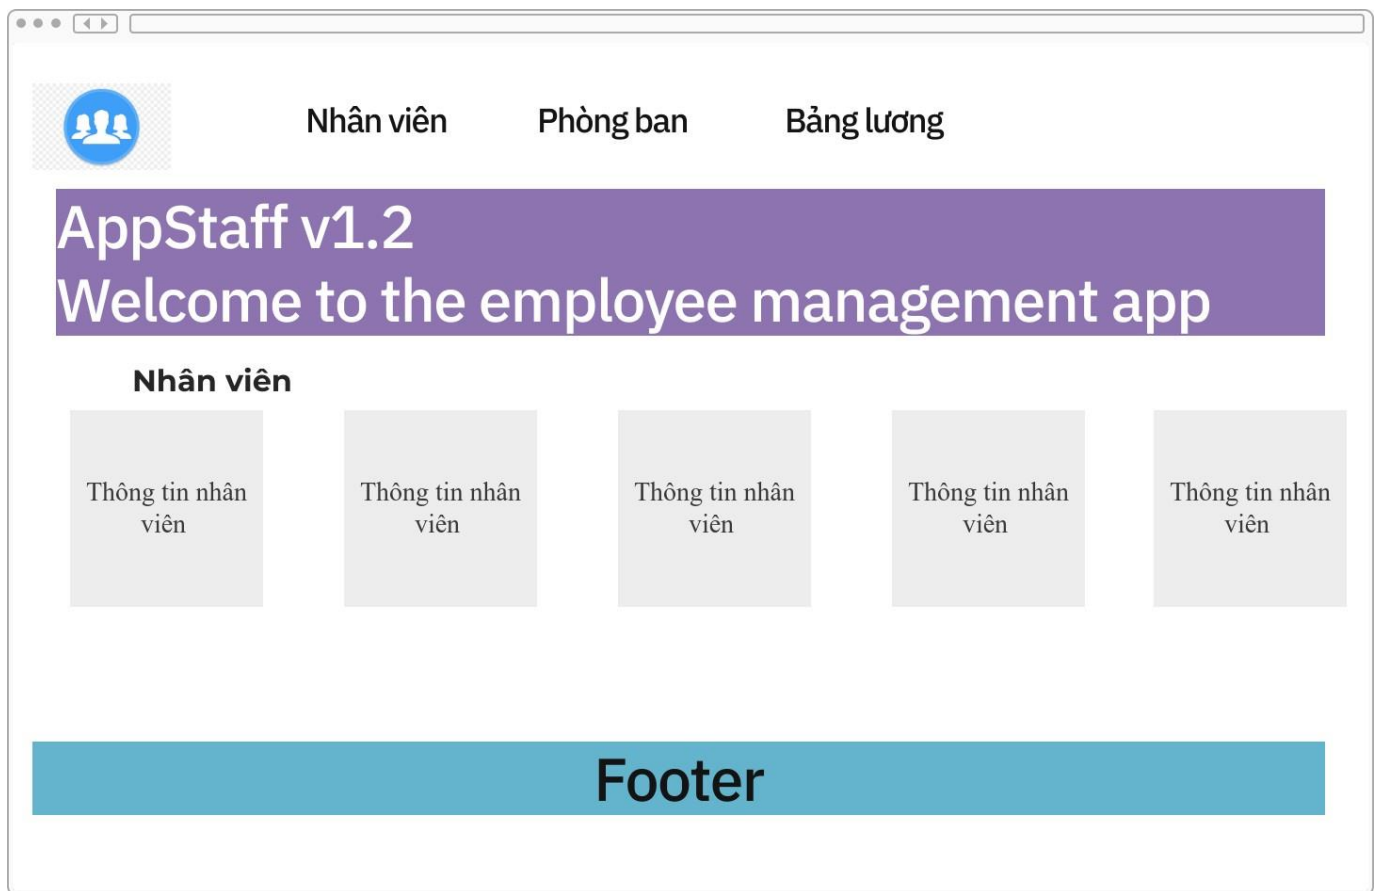 Nhân viên Phòng ban Bảng lương
AppStaff v1.2
Welcome to the employee management app
Nhân viên
Thông tin nhân
viên
Thông tin nhân
viên
Thông tin nhân
viên
Thông tin nhân
viên
Thông tin nhân
viên
Footer